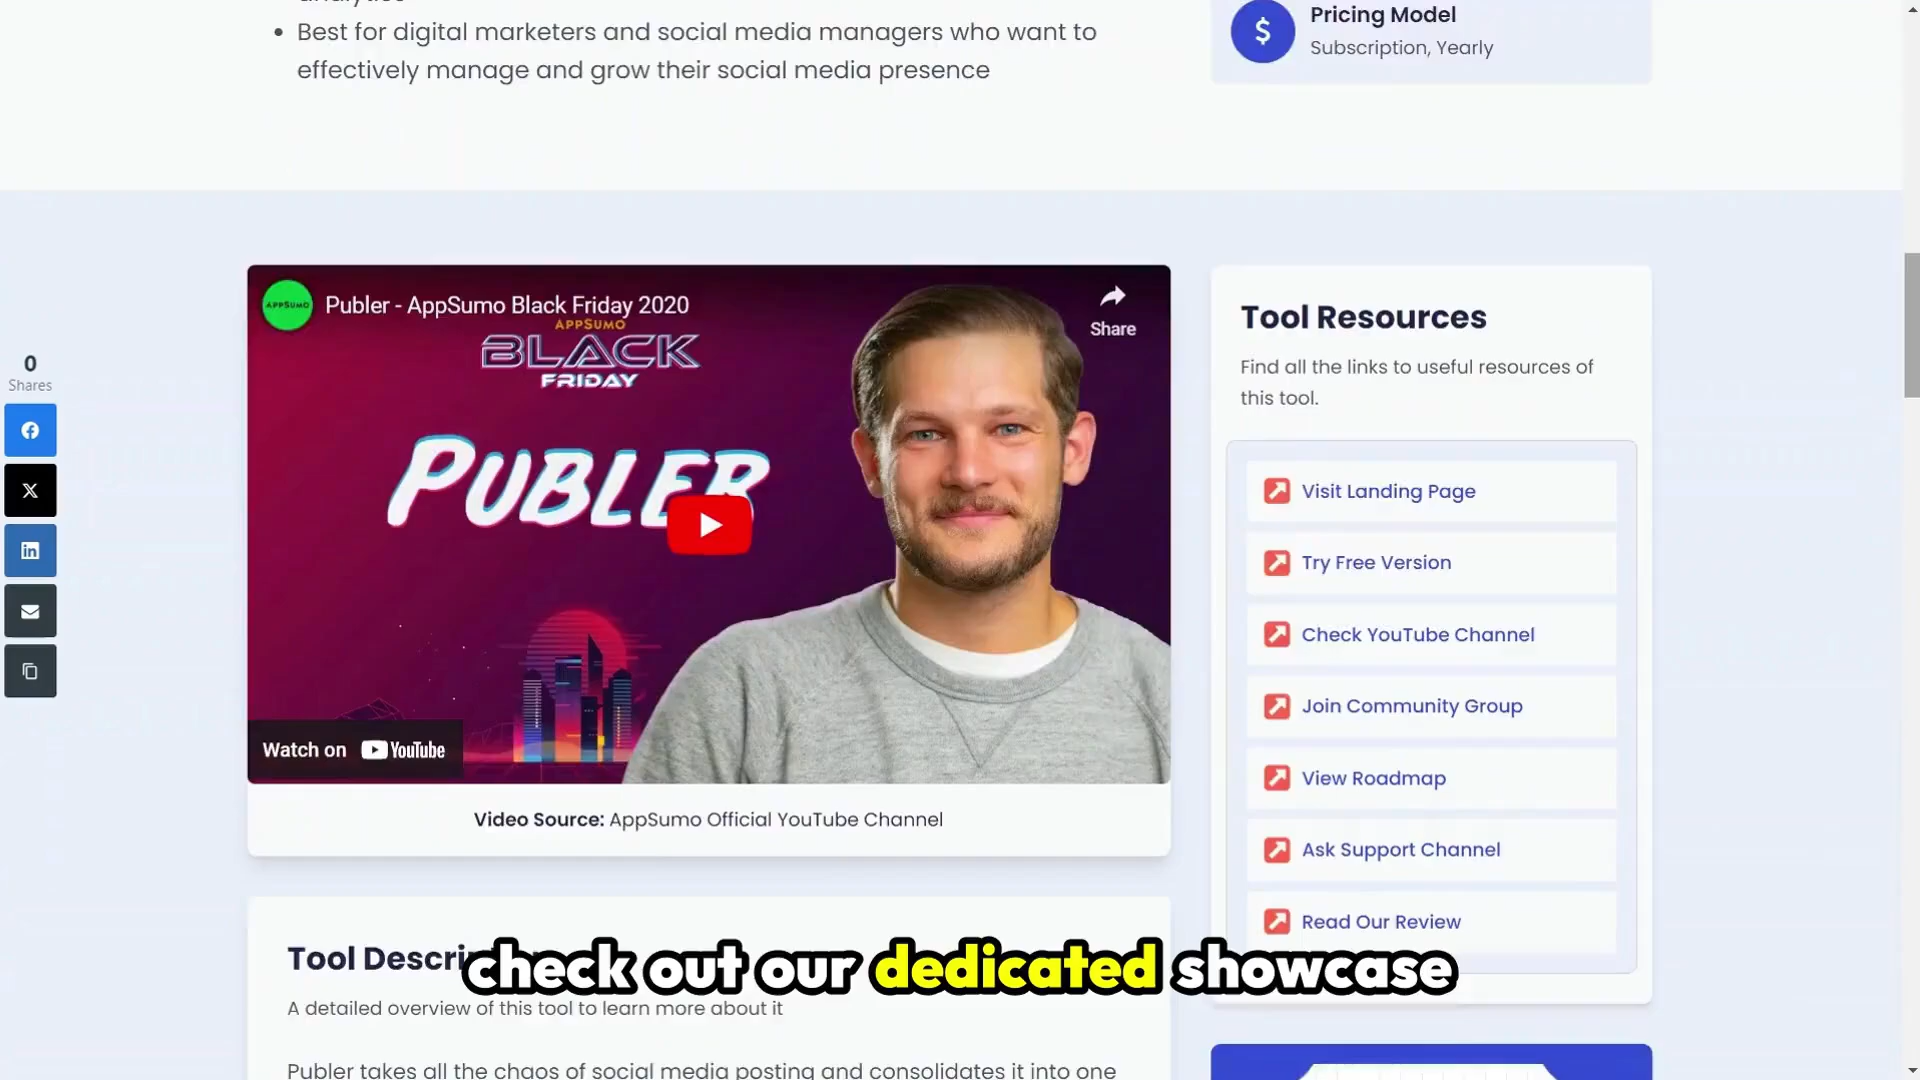 Best for digital marketers and social media managers who want to
effectively manage and grow their social media presence
$
Pricing Model
Subscription, Yearly
0
Shares
APPSUMO
Publer - AppSumo Black Friday 2020
Share
APPSUMO
BLACK
FRIDAY
PUBLER
Watch on YouTube
Video Source: AppSumo Official YouTube Channel
Tool Resources
Find all the links to useful resources of
this tool.
Visit Landing Page
Try Free Version
Check YouTube Channel
Join Community Group
View Roadmap
Ask Support Channel
Read Our Review
Tool Descri
check out our dedicated showcase
A detailed overview of this tool to learn more about it
Publer takes all the chaos of social media posting and consolidates it into one